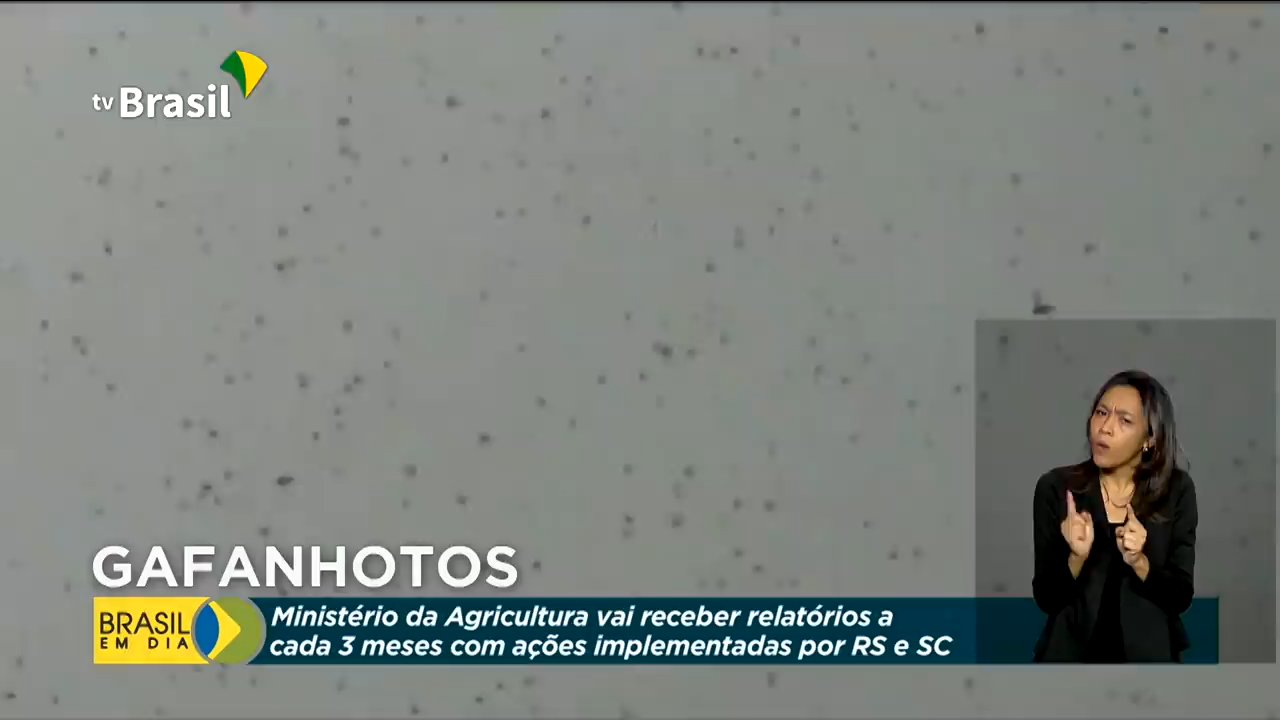 tv Brasil
GAFANHOTOS
BRASIL
EM DIA
Ministério da Agricultura vai receber relatórios a
cada 3 meses com ações implementadas por RS e SC